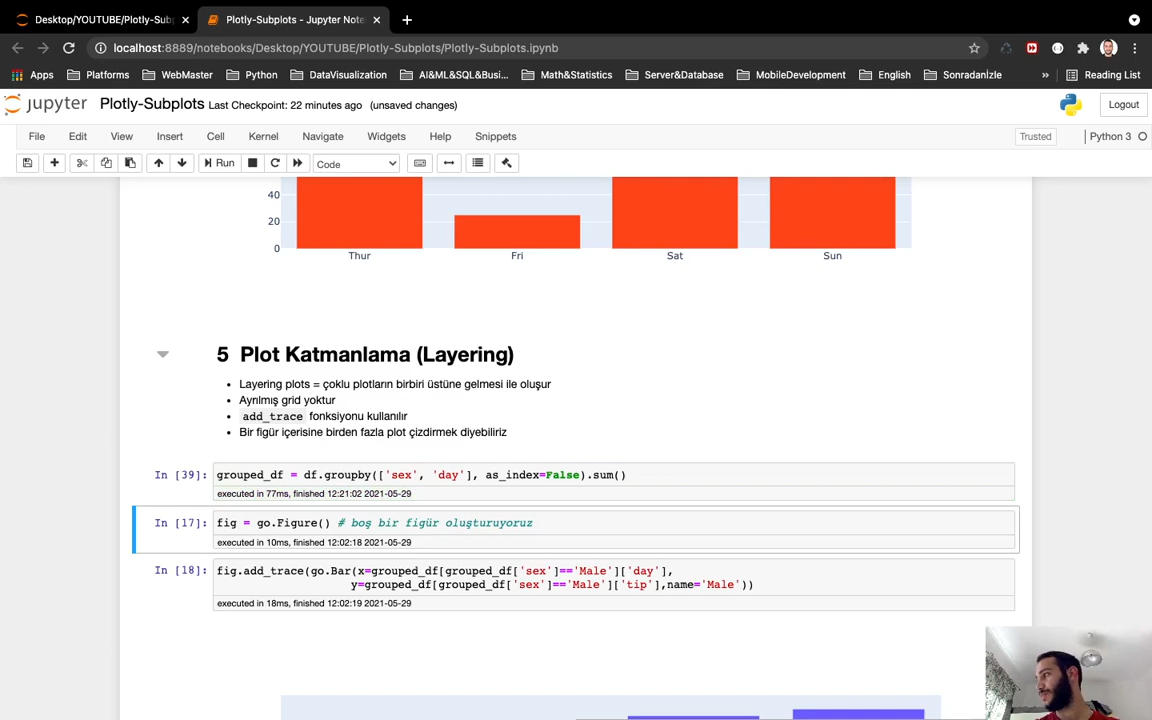 Desktop/YOUTUBE/Plotly-Subp
Plotly-Subplots - Jupyter Note
localhost:8889/notebooks/Desktop/YOUTUBE/Plotly-Subplots/Plotly-Subplots.ipynb
Apps Platforms WebMaster Python DataVisualization AI&ML&SQL&Busi... Math&Statistics Server&Database MobileDevelopment English Sonradanİzle » Reading List
jupyter Plotly-Subplots Last Checkpoint: 22 minutes ago (unsaved changes) Logout
File Edit View Insert Cell Kernel Navigate Widgets Help Snippets Trusted Python 3
Run Code
40
20
0
Thur Fri Sat Sun
5 Plot Katmanlama (Layering)
• Layering plots = çoklu plotların birbiri üstüne gelmesi ile oluşur
• Ayrılmış grid yoktur
• add_trace fonksiyonu kullanılır
• Bir figür içerisine birden fazla plot çizdirmek diyebiliriz
In [39]: grouped_df = df.groupby(['sex', 'day'], as_index=False).sum()
executed in 77ms, finished 12:21:02 2021-05-29
In [17]: fig = go.Figure() # boş bir figür oluşturuyoruz
executed in 10ms, finished 12:02:18 2021-05-29
In [18]: fig.add_trace(go.Bar(x=grouped_df[grouped_df['sex']=='Male']['day'],
y=grouped_df[grouped_df['sex']=='Male']['tip'],name='Male'))
executed in 18ms, finished 12:02:19 2021-05-29